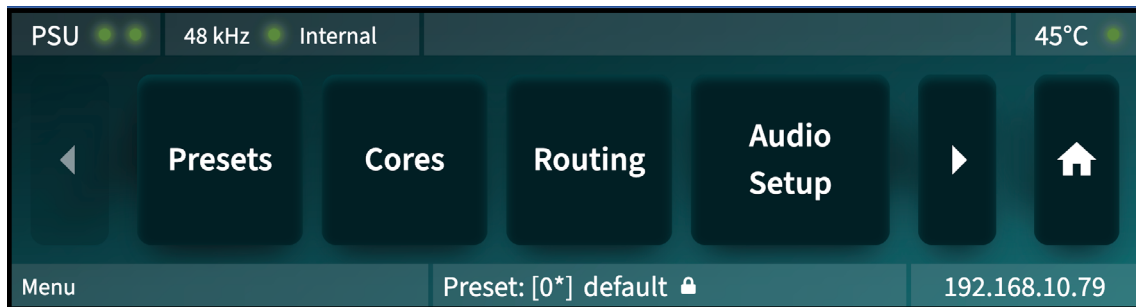 PSU 48 kHz Internal 45°C
Presets Cores Routing Audio Setup
Menu Preset: [0*] default 192.168.10.79